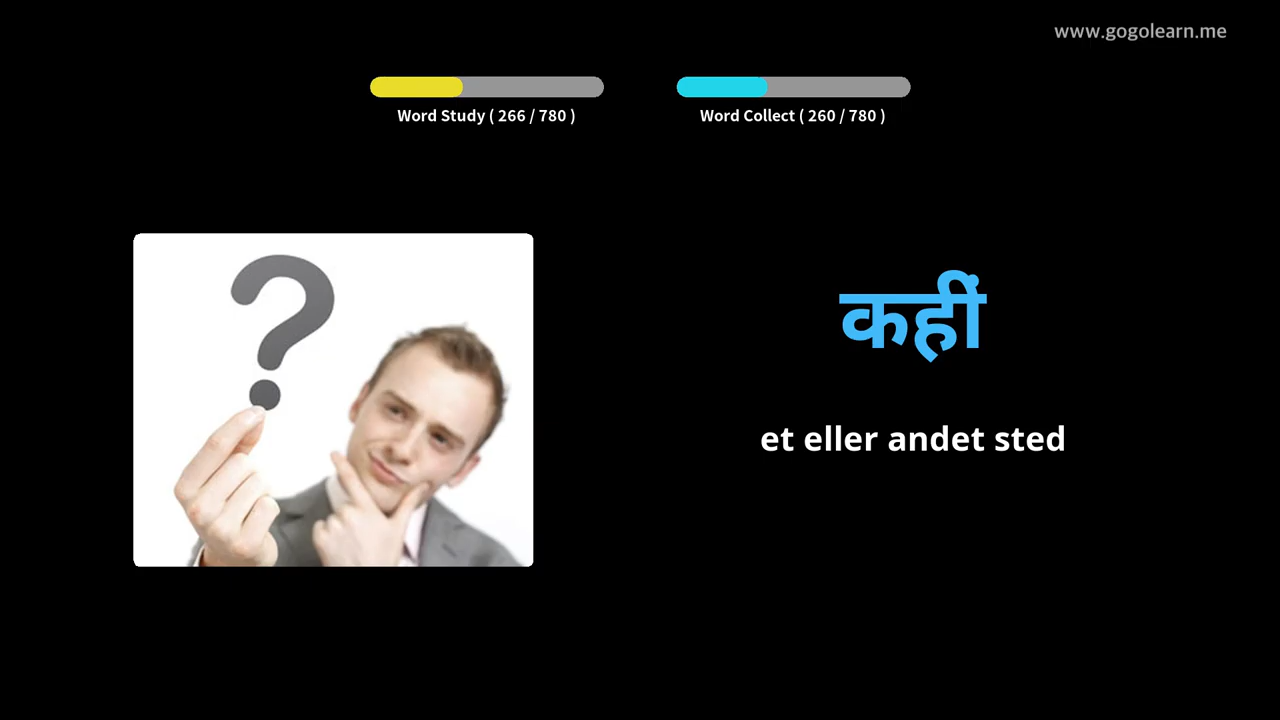 www.gogolearn.me
Word Study ( 266 / 780 )
Word Collect ( 260 / 780 )
कहीं
et eller andet sted